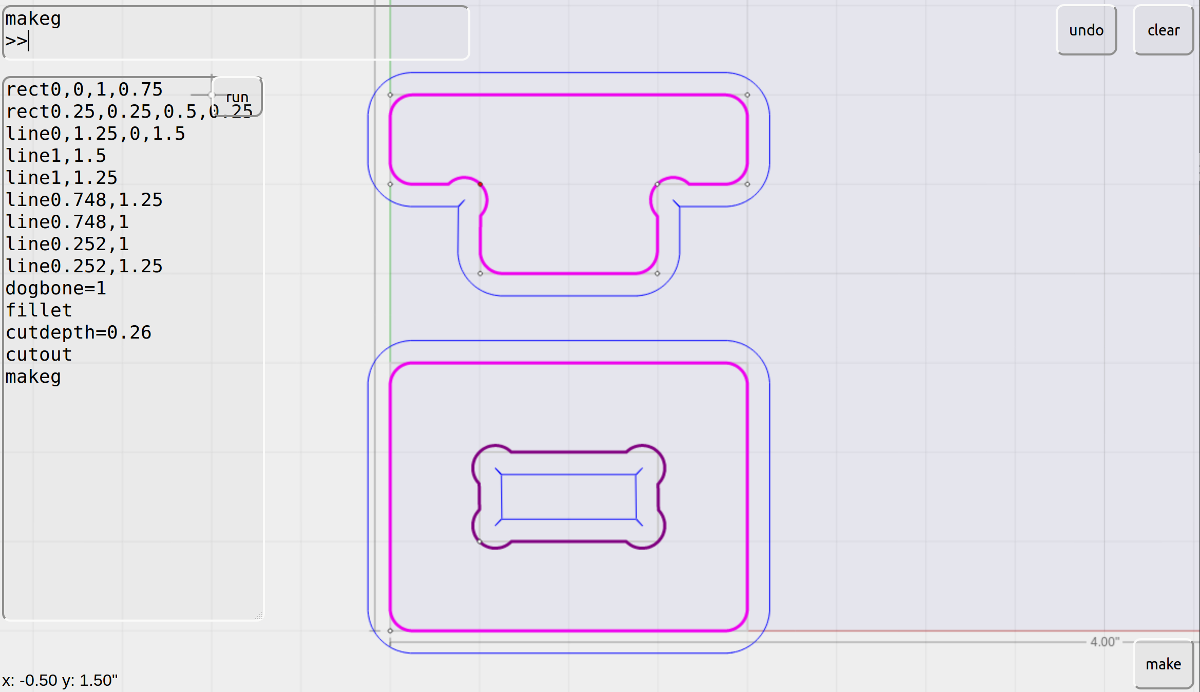 makeg
>>
undo
clear
rect0,0,1,0.75
run
rect0.25,0.25,0.5,0.25
line0,1.25,0,1.5
line1,1.5
line1,1.25
line0.748,1.25
line0.748,1
line0.252,1
line0.252,1.25
dogbone=1
fillet
cutdepth=0.26
cutout
makeg
4.00"
make
x: -0.50 y: 1.50"